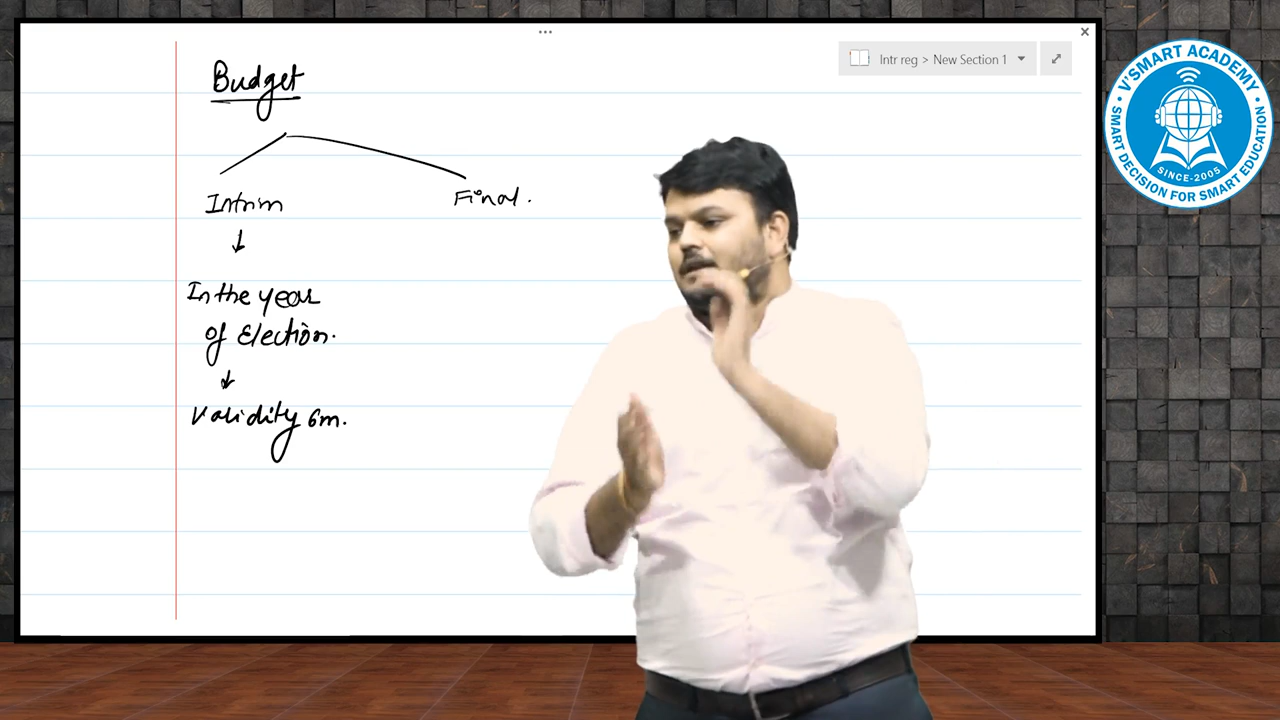 Budget
Intrim
Final.
In the year
of Election.
Validity 6m.
Intr reg > New Section 1
V'SMART ACADEMY
SINCE-2005
SMART DECISION FOR SMART EDUCATION